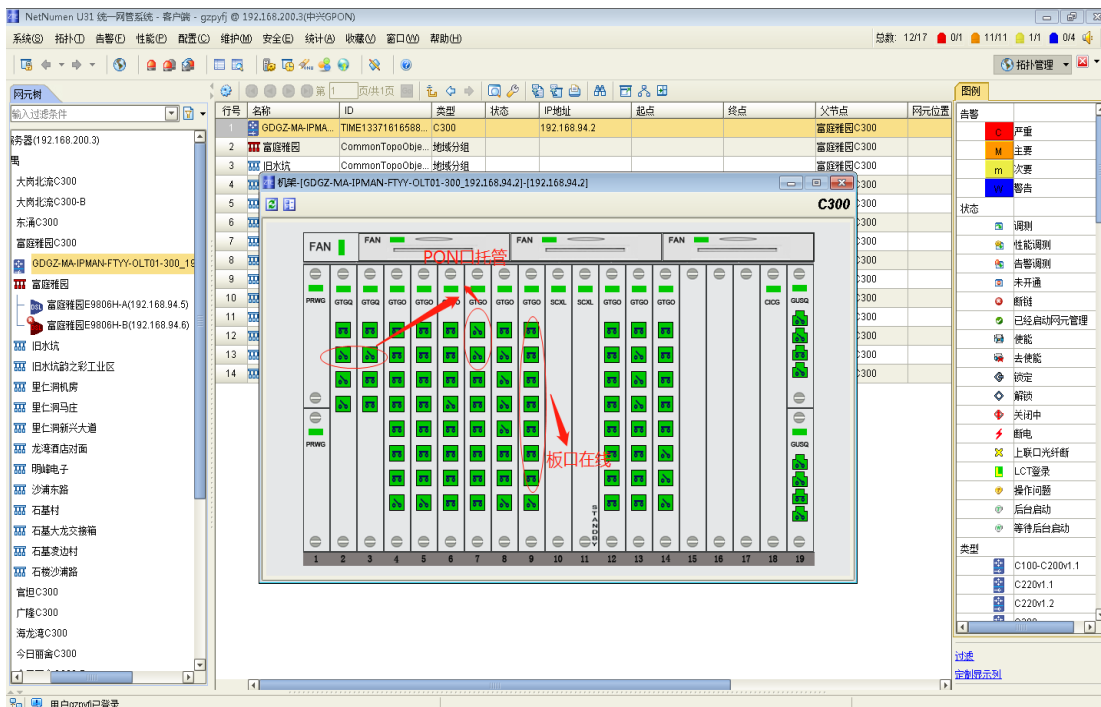 NetNumen U31 统一网管系统 - 客户端 - gzpyfj @ 192.168.200.3(中兴GPON)
系统(S) 拓扑(T) 告警(F) 性能(P) 配置(C) 维护(M) 安全(E) 统计(A) 收藏(V) 窗口(W) 帮助(H) 总数: 12/17 0/1 11/11 1/1 0/4
拓扑管理
网元树 第 1 页/共1页 图例
输入过滤条件
行号 名称 ID 类型 状态 IP地址 起点 终点 父节点 网元位置
1 GDGZ-MA-IPMA... TIME13371616588... C300 192.168.94.2 富庭雅园C300
2 富庭雅园 CommonTopoObje... 地域分组 富庭雅园C300
3 旧水坑 CommonTopoObje... 地域分组 富庭雅园C300
4
5
6
7
8
9
10
11
12
13
14
务器(192.168.200.3)
大岗北流C300
大岗北流C300-B
东涌C300
富庭雅园C300
GDGZ-MA-IPMAN-FTYY-OLT01-300_19
富庭雅园
富庭雅园E9806H-A(192.168.94.5)
富庭雅园E9806H-B(192.168.94.6)
旧水坑
旧水坑韵之彩工业区
里仁洞机房
里仁洞马庄
里仁洞新兴大道
龙湾酒店对面
明峰电子
沙浦东路
石基村
石基大龙交接箱
石基凌边村
石楼沙浦路
官坦C300
广隆C300
海龙湾C300
今日丽舍C300
机架-[GDGZ-MA-IPMAN-FTYY-OLT01-300_192.168.94.2]-[192.168.94.2]
C300
FAN FAN FAN FAN
PON口托管
PRWG GTGQ GTGQ GTGO GTGO GTGO GTGO GTGO SCXL SCXL GTGO GTGO GTGO CICG GUSQ
PRWG GUSQ
板口在线
STANDBY
1 2 3 4 5 6 7 8 9 10 11 12 13 14 15 16 17 18 19
告警
C 严重
M 主要
m 次要
W 警告
状态
调测
性能调测
告警调测
未开通
断链
已经启动网元管理
使能
去使能
锁定
解锁
关闭中
断电
上联口光纤断
LCT登录
操作问题
后台启动
等待后台启动
类型
C100-C200v1.1
C220v1.1
C220v1.2
过滤
定制显示列
用户gzpyfj已登录